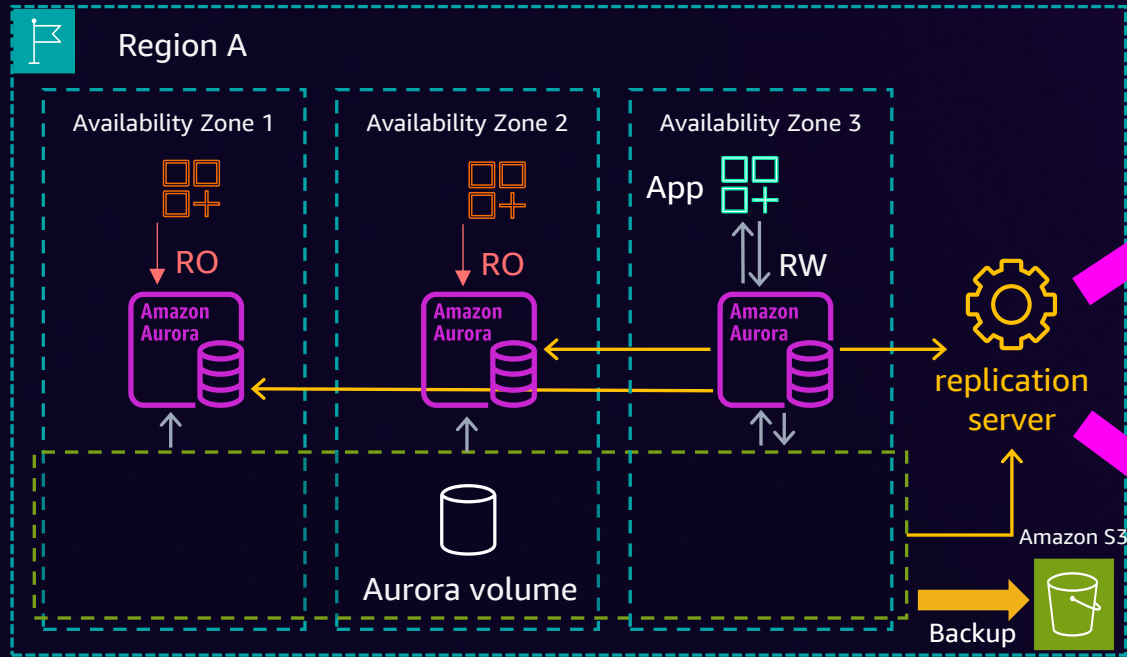 Region A
Availability Zone 1
Availability Zone 2
Availability Zone 3
App
RO
RO
RW
Amazon
Aurora
Amazon
Aurora
Amazon
Aurora
replication
server
Aurora volume
Amazon S3
Backup